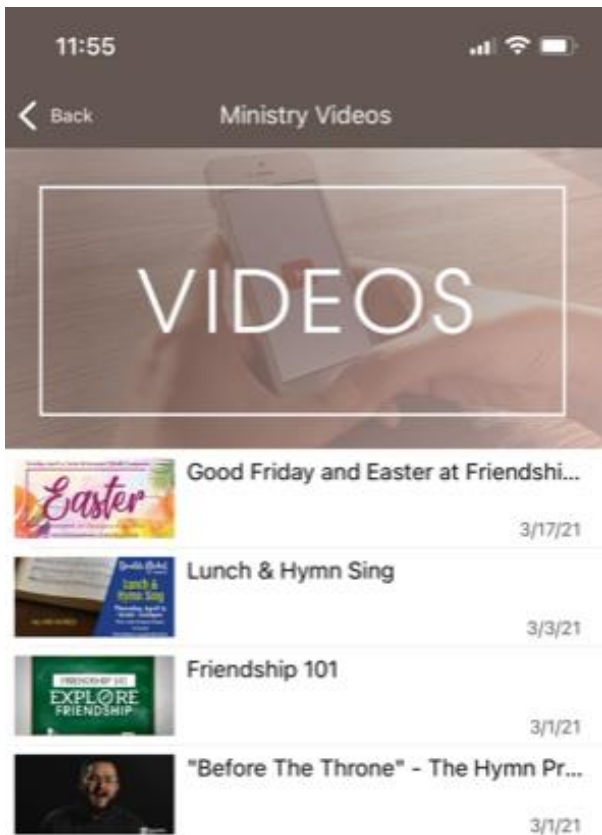 11:55
Back
Ministry Videos
VIDEOS
Easter
Good Friday and Easter at Friendshi...
3/17/21
Lunch &
Hymn Sing
Lunch & Hymn Sing
3/3/21
FRIENDSHIP 101
EXPLORE
FRIENDSHIP
Friendship 101
3/1/21
"Before The Throne" - The Hymn Pr...
3/1/21